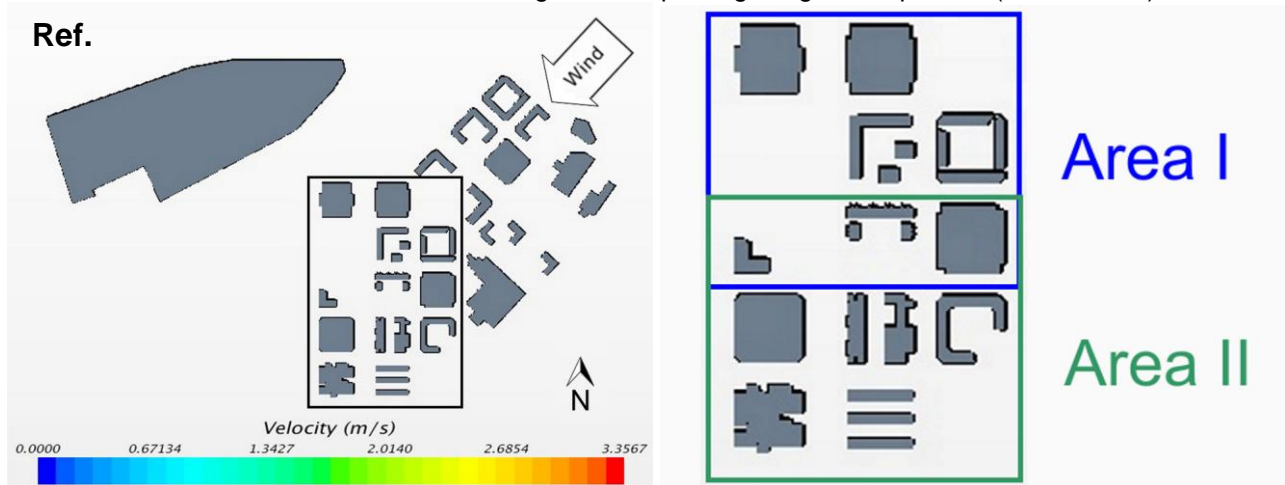 Ref.
Wind
Area I
Area II
N
Velocity (m/s)
0.0000 0.67134 1.3427 2.0140 2.6854 3.3567